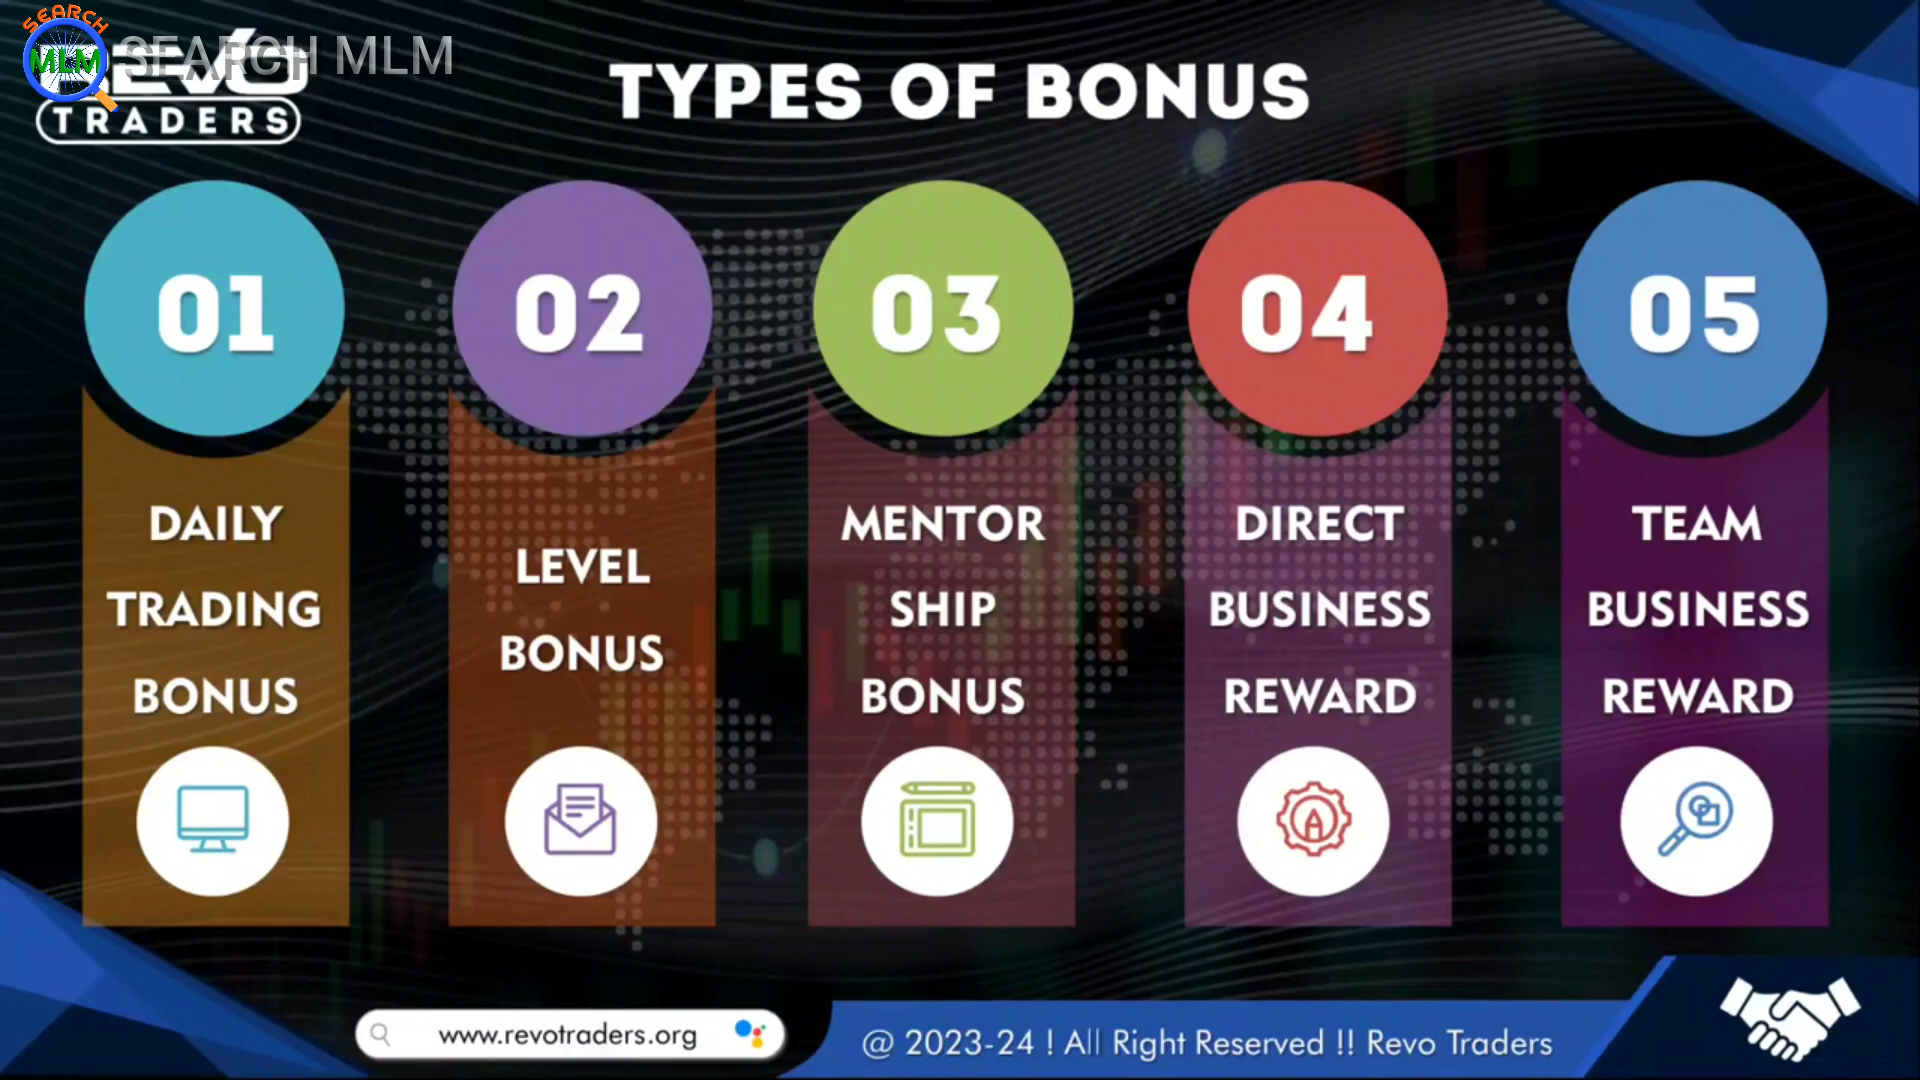 SEARCH
MLM
SEARCH MLM
REVO
TRADERS
TYPES OF BONUS
01
02
03
04
05
DAILY
TRADING
BONUS
LEVEL
BONUS
MENTOR
SHIP
BONUS
DIRECT
BUSINESS
REWARD
TEAM
BUSINESS
REWARD
www.revotraders.org
@ 2023-24 ! All Right Reserved !! Revo Traders